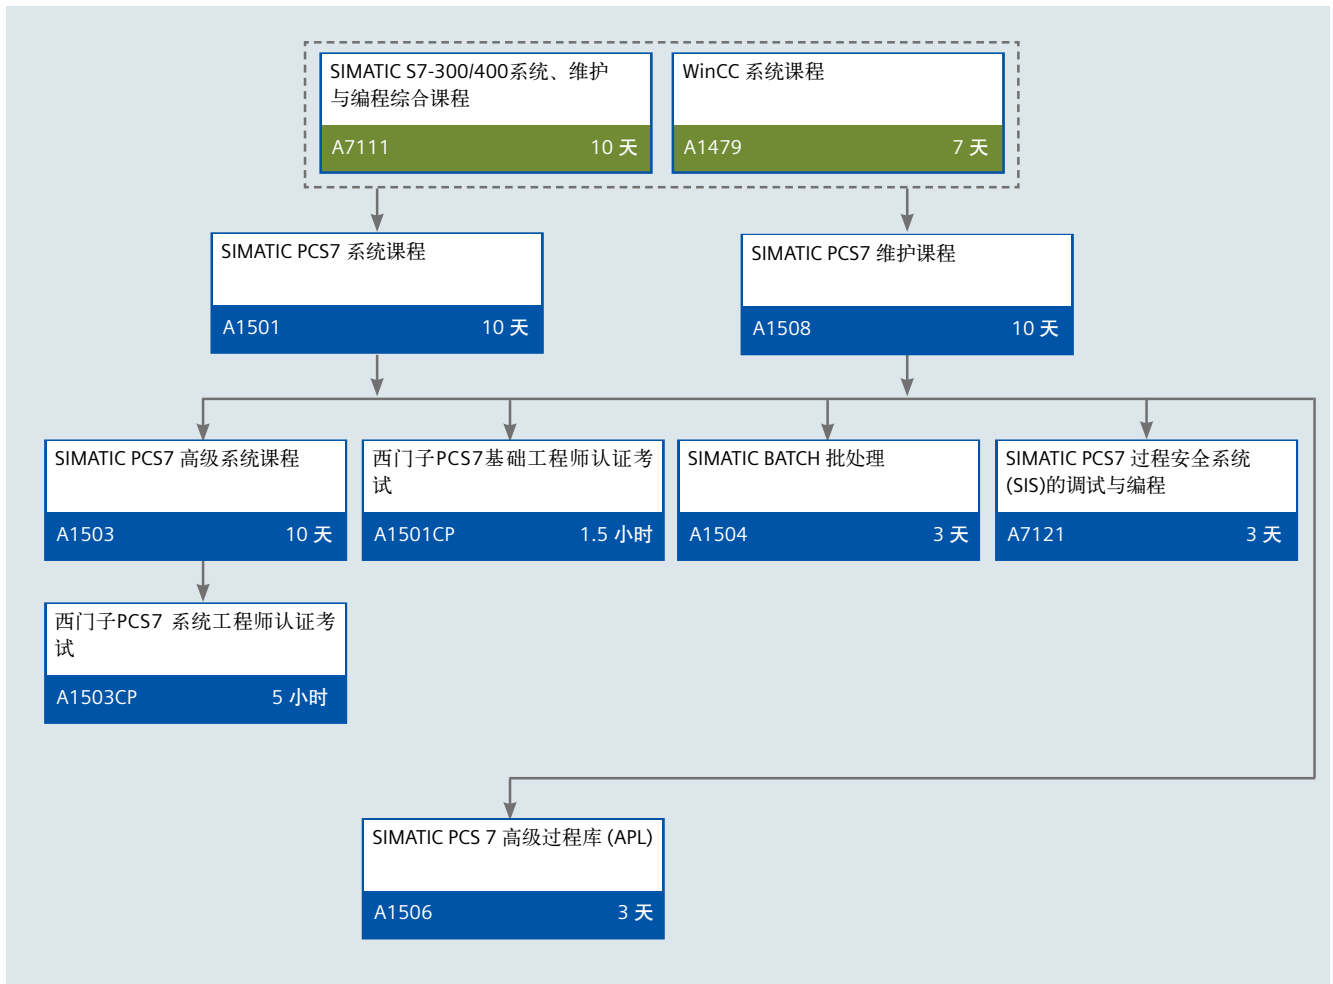 SIMATIC S7-300/400系统、维护
与编程综合课程
A7111 10 天
WinCC 系统课程
A1479 7 天
SIMATIC PCS7 系统课程
A1501 10 天
SIMATIC PCS7 维护课程
A1508 10 天
SIMATIC PCS7 高级系统课程
A1503 10 天
西门子PCS7基础工程师认证考
试
A1501CP 1.5 小时
SIMATIC BATCH 批处理
A1504 3 天
SIMATIC PCS7 过程安全系统
(SIS)的调试与编程
A7121 3 天
西门子PCS7 系统工程师认证考
试
A1503CP 5 小时
SIMATIC PCS 7 高级过程库 (APL)
A1506 3 天